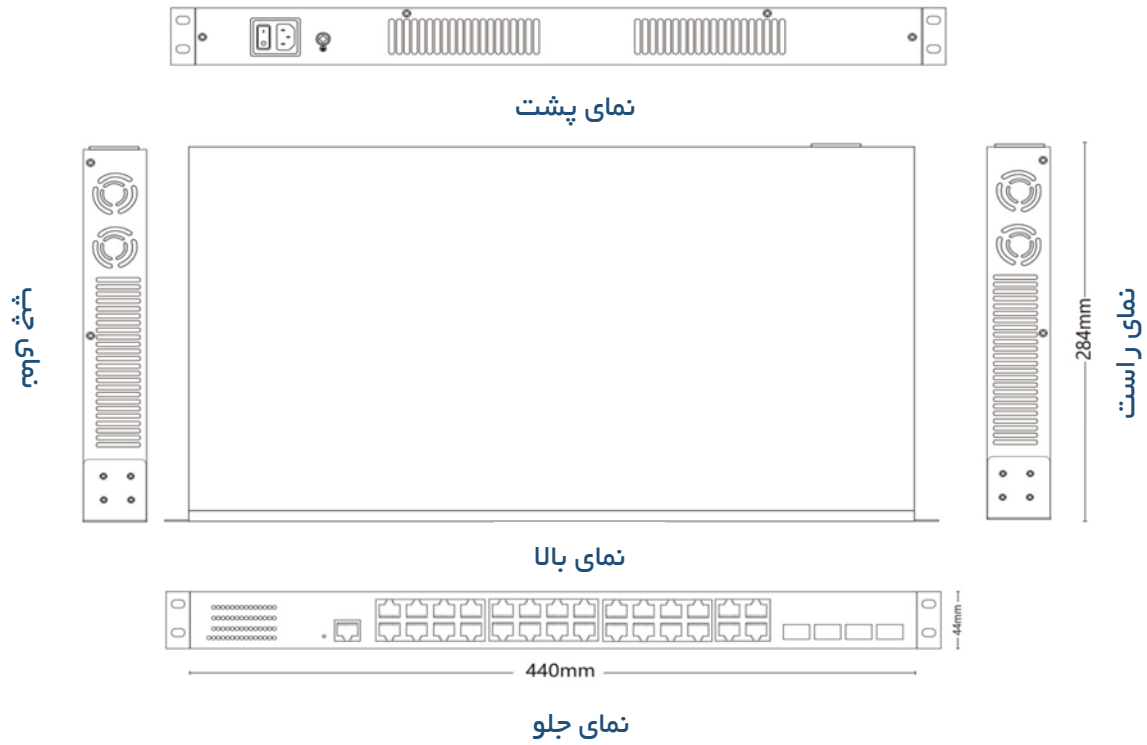 نمای پشت
نمای چپ
284mm
نمای راست
نمای بالا
44mm
440mm
نمای جلو